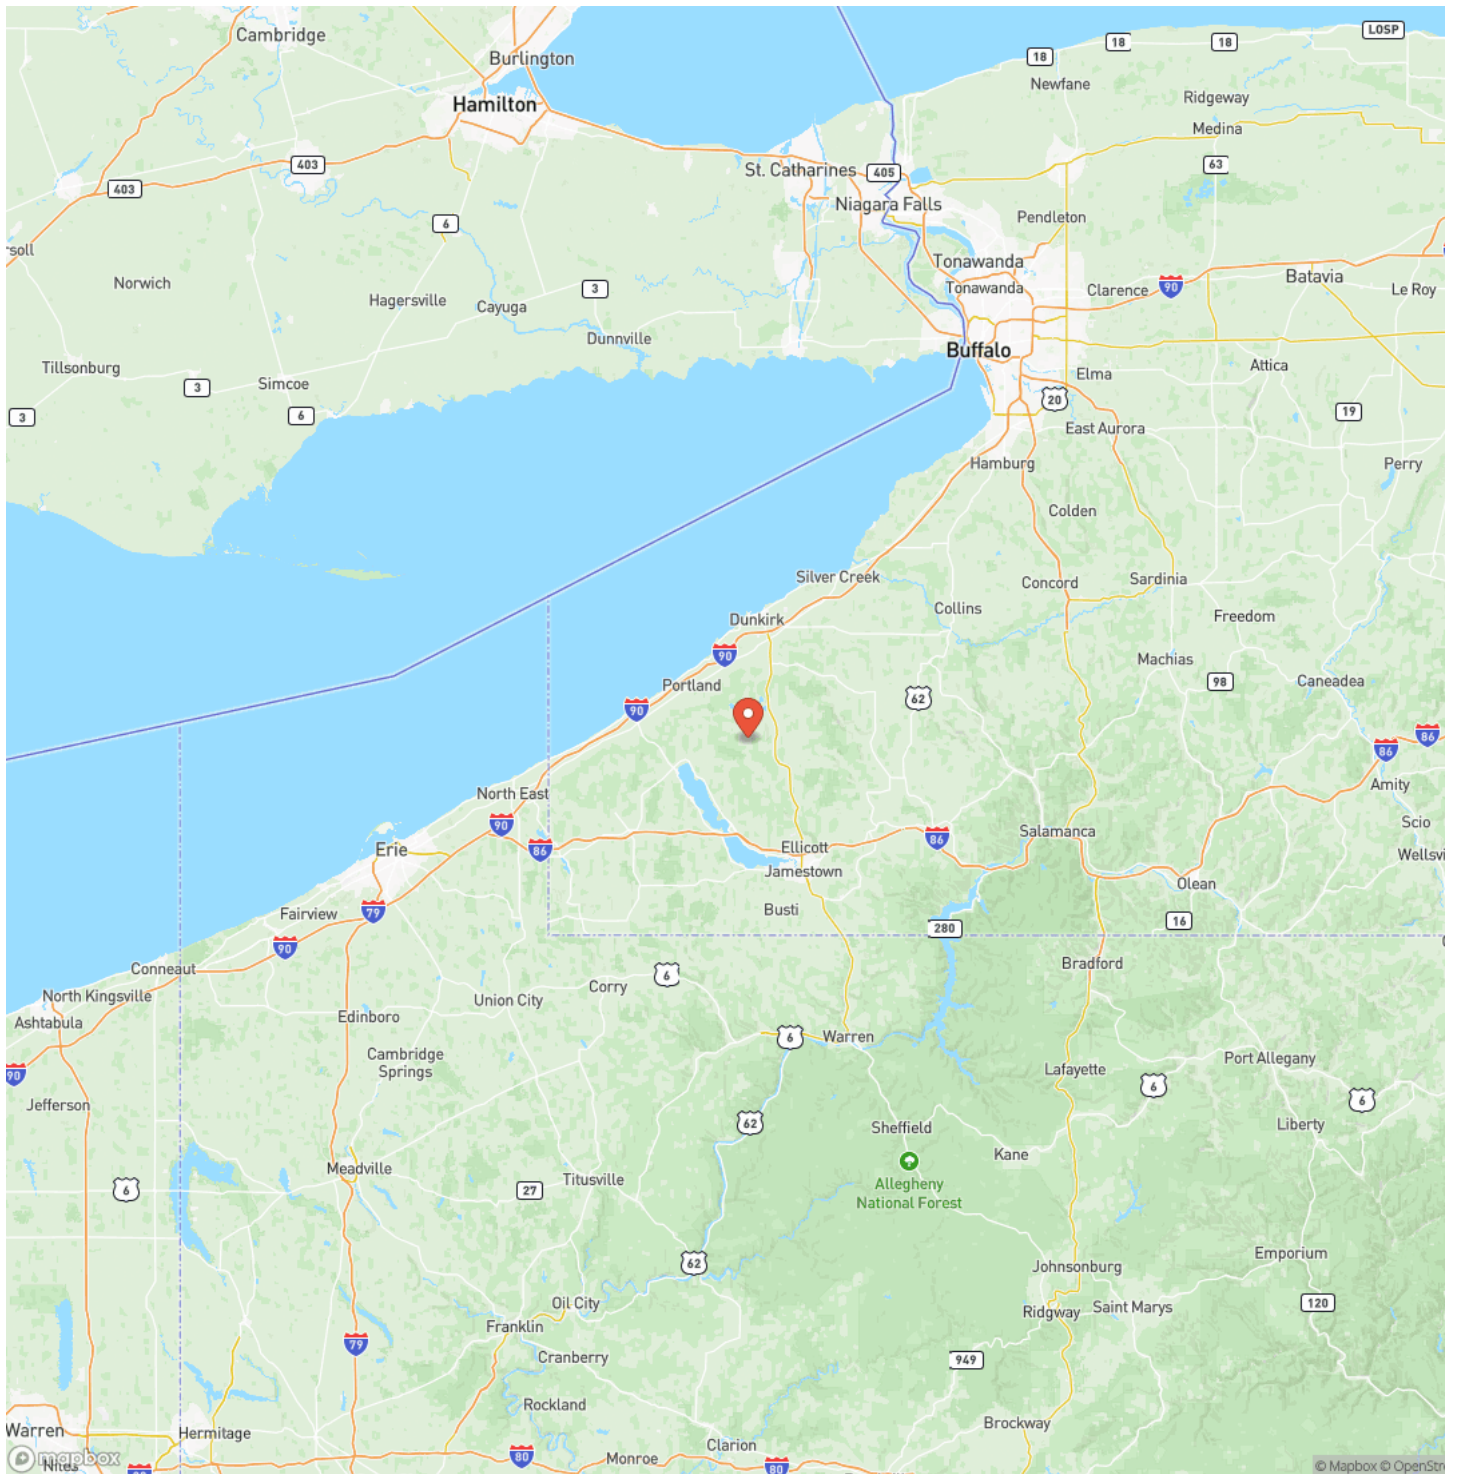 LOSP
Cambridge
18
18
18
Burlington
Newfane
Hamilton
Ridgeway
Medina
403
St. Catharines
405
63
403
Niagara Falls
6
Pendleton
rsoll
Tonawanda
Norwich
3
Tonawanda
Clarence
90
Batavia
Le Roy
Hagersville
Cayuga
Dunnville
Buffalo
Tillsonburg
Simcoe
3
Elma
Attica
20
3
6
19
East Aurora
Hamburg
Perry
Colden
Silver Creek
Concord
Sardinia
Collins
Dunkirk
Freedom
90
Machias
Portland
62
98
Caneadea
90
86
86
North East
Amity
90
Scio
86
Erie
Ellicott
86
Salamanca
Wellsvi
Jamestown
Olean
Fairview
79
Busti
16
280
90
Conneaut
Bradford
6
North Kingsville
Corry
Union City
Ashtabula
Edinboro
6
Warren
Cambridge
Springs
Port Allegany
90
Lafayette
6
6
Jefferson
62
Sheffield
Liberty
Kane
Meadville
Allegheny
National Forest
6
27
Titusville
62
Emporium
Johnsonburg
Oil City
Ridgway
Saint Marys
120
Franklin
79
Cranberry
949
Rockland
Brockway
Warren
Hermitage
Clarion
mapbox
Niles
80
Monroe
80
80
© Mapbox © OpenStre